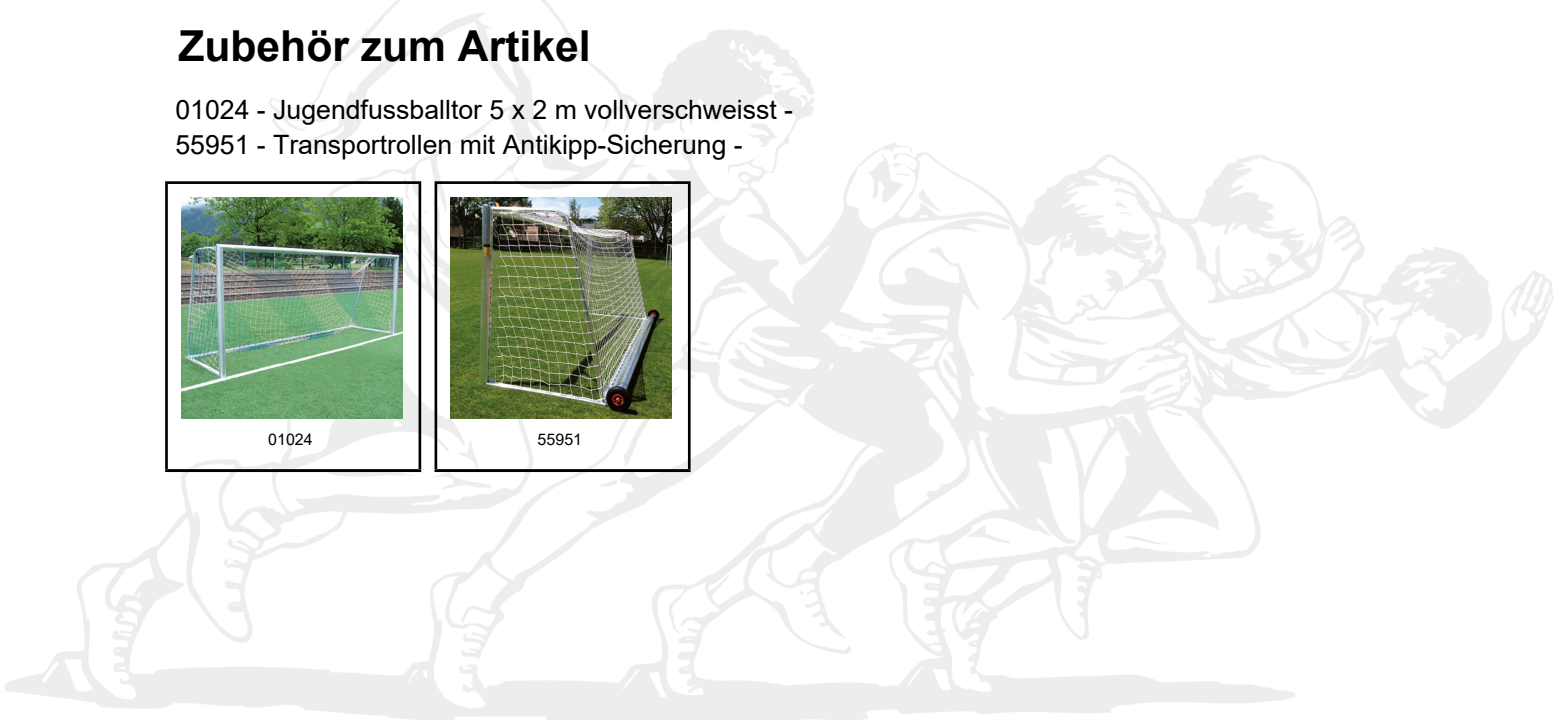 Zubehör zum Artikel
01024 - Jugendfussballtor 5 x 2 m vollverschweisst -
55951 - Transportrollen mit Antikipp-Sicherung -
01024
55951